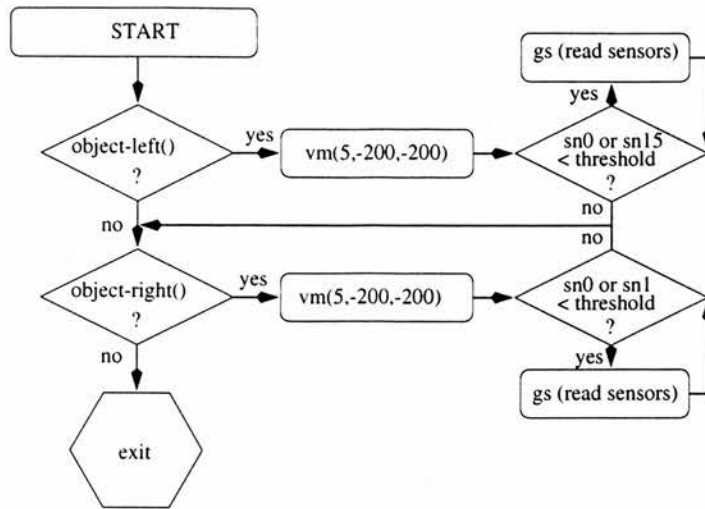 START
gs (read sensors)
yes
object-left()
?
yes
vm(5,-200,-200)
sn0 or sn15
< threshold
?
no
no
no
object-right()
?
yes
vm(5,-200,-200)
sn0 or sn1
< threshold
?
no
yes
gs (read sensors)
exit